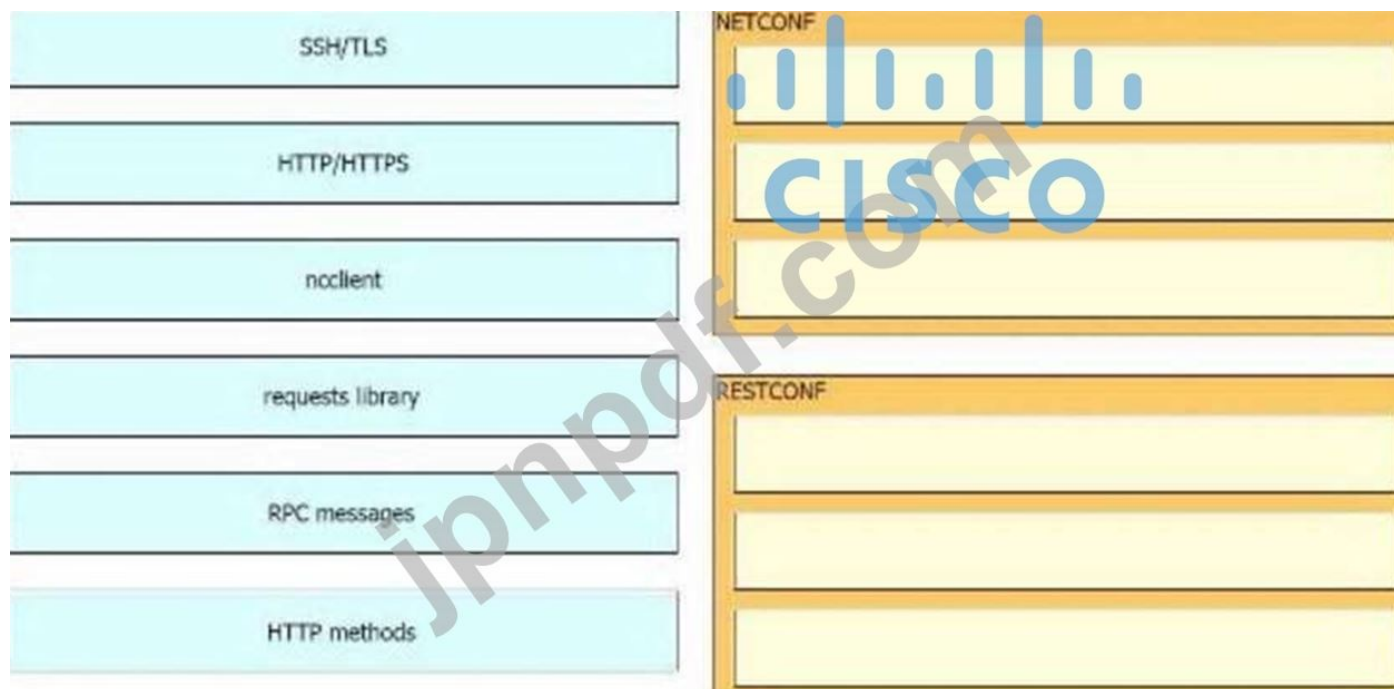 SSH/TLS
HTTP/HTTPS
ncclient
requests library
RPC messages
HTTP methods
NETCONF
CISCO
RESTCONF
jpnpdf.com